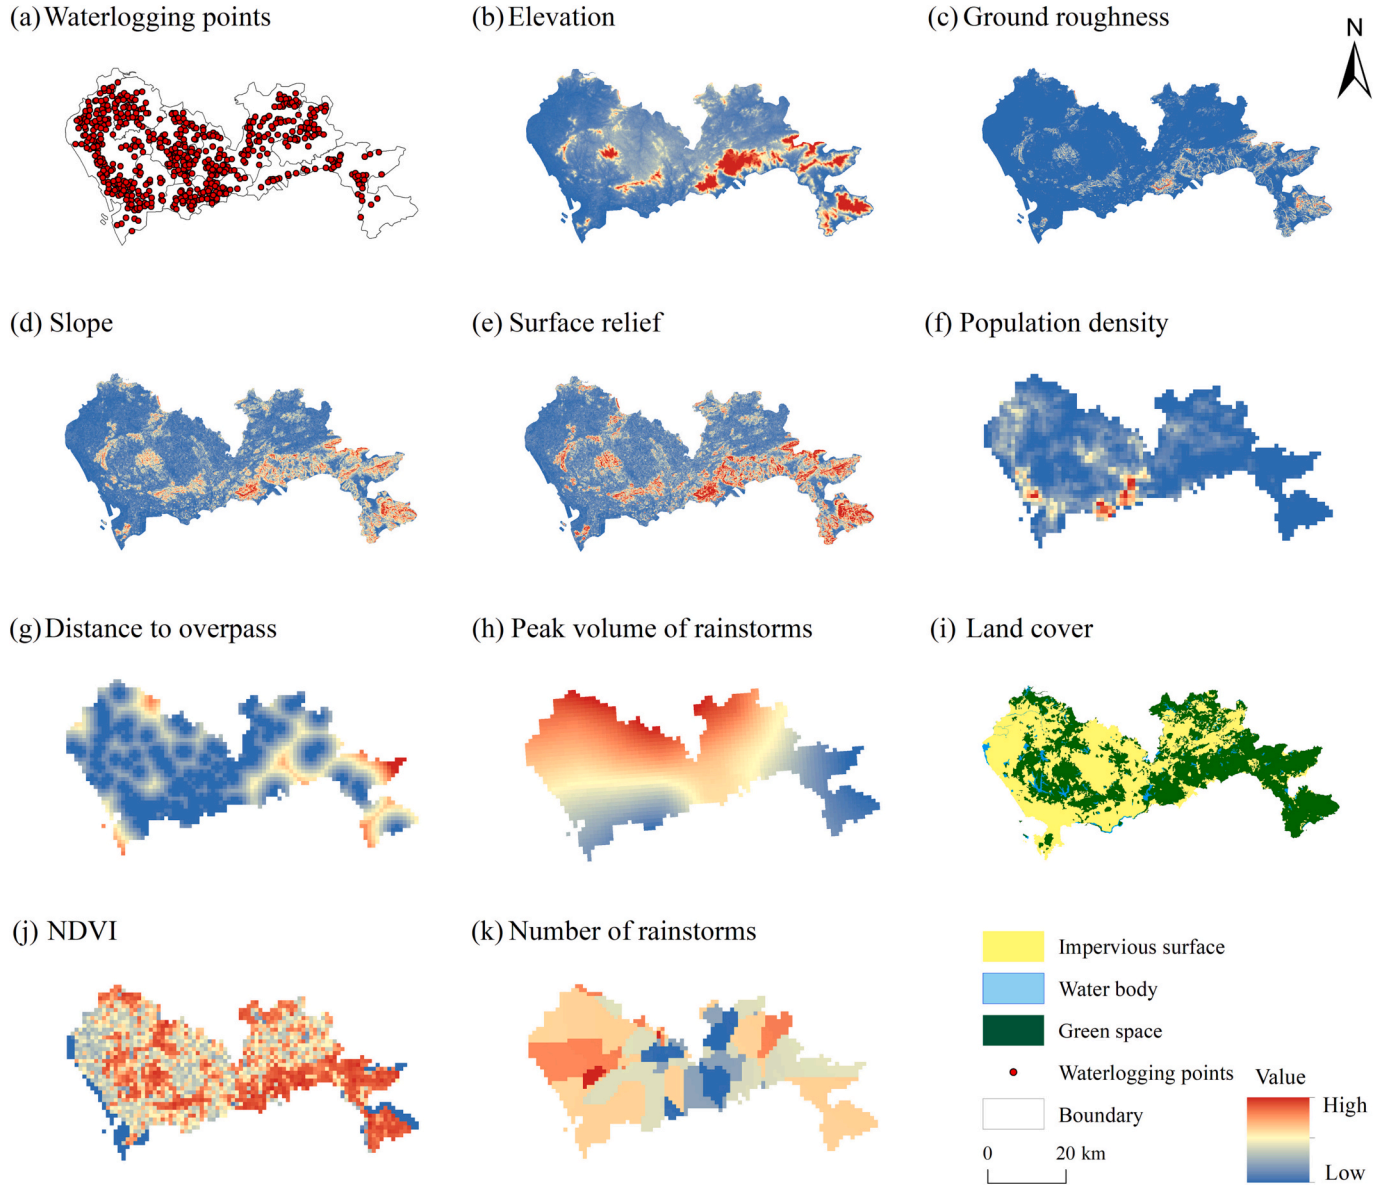 (a) Waterlogging points
(b) Elevation
(c) Ground roughness
N
(d) Slope
(e) Surface relief
(f) Population density
(g) Distance to overpass
(h) Peak volume of rainstorms
(i) Land cover
(j) NDVI
(k) Number of rainstorms
Impervious surface
Water body
Green space
Waterlogging points
Boundary
0 20 km
Value
High
Low